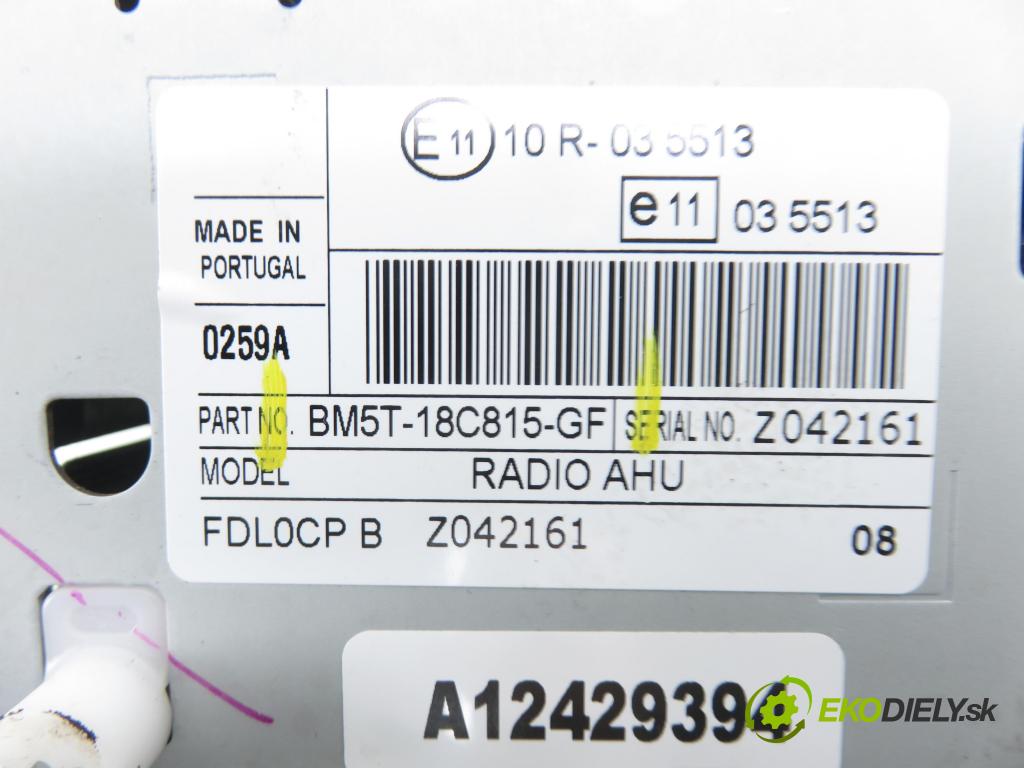 E 11 10 R- 03 5513
e 11 03 5513
MADE IN
PORTUGAL
0259A
PART NO. BM5T-18C815-GF SERIAL NO. Z042161
MODEL RADIO AHU
FDL0CP B Z042161 08
A1242939
EKODIELY.sk